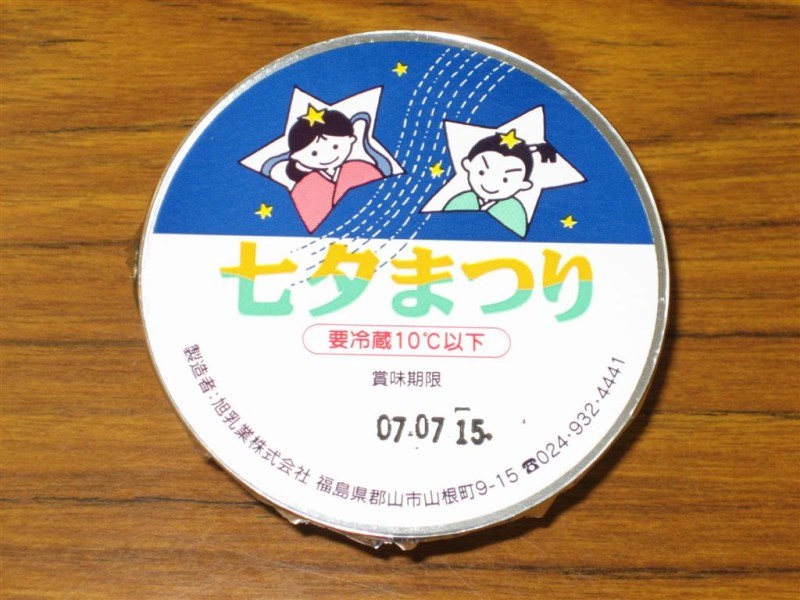 七夕まつり
要冷蔵10℃以下
賞味期限
07.07 15.
製造者:旭乳業株式会社 福島県郡山市山根町9-15 ☎024・932・4441